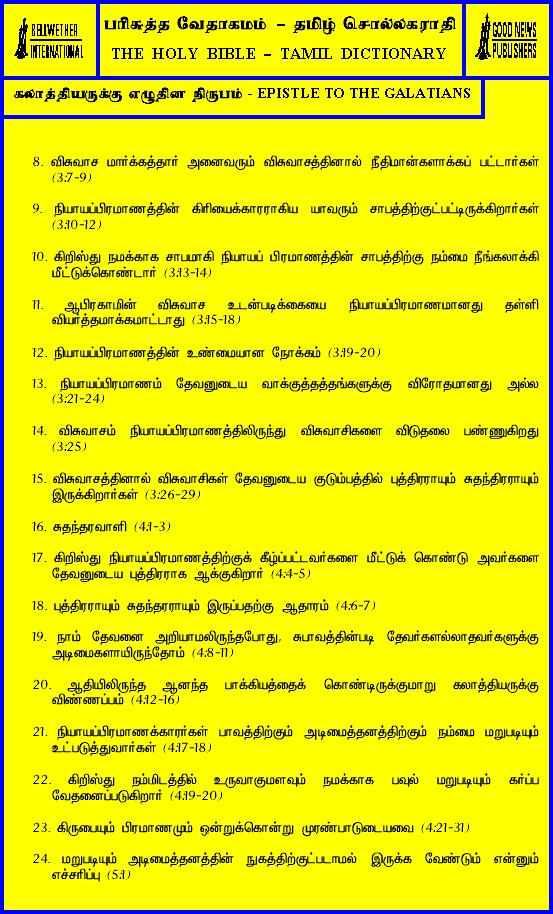 BELLWETHER
INTERNATIONAL
பரிசுத்த வேதாகமம் - தமிழ் சொல்லகராதி
THE HOLY BIBLE - TAMIL DICTIONARY
GOOD NEWS
PUBLISHERS
கலாத்தியருக்கு எழுதின நிருபம் - EPISTLE TO THE GALATIANS
8. விசுவாச மார்க்கத்தார் அனைவரும் விசுவாசத்தினால் நீதிமான்களாக்கப் பட்டார்கள்
(3:7-9)
9. நியாயப்பிரமாணத்தின் கிரியைக்காரராகிய யாவரும் சாபத்திற்குட்பட்டிருக்கிறார்கள்
(3:10-12)
10. கிறிஸ்து நமக்காக சாபமாகி நியாயப் பிரமாணத்தின் சாபத்திற்கு நம்மை நீங்கலாக்கி
மீட்டுக்கொண்டார் (3:13-14)
11. ஆபிரகாமின் விசுவாச உடன்படிக்கையை நியாயப்பிரமாணமானது தள்ளி
வியர்த்தமாக்கமாட்டாது (3:15-18)
12. நியாயப்பிரமாணத்தின் உண்மையான நோக்கம் (3:19-20)
13. நியாயப்பிரமாணம் தேவனுடைய வாக்குத்தத்தங்களுக்கு விரோதமானது அல்ல
(3:21-24)
14. விசுவாசம் நியாயப்பிரமாணத்திலிருந்து விசுவாசிகளை விடுதலை பண்ணுகிறது
(3:25)
15. விசுவாசத்தினால் விசுவாசிகள் தேவனுடைய குடும்பத்தில் புத்திரராயும் சுதந்திரராயும்
இருக்கிறார்கள் (3:26-29)
16. சுதந்தரவாளி (4:1-3)
17. கிறிஸ்து நியாயப்பிரமாணத்திற்குக் கீழ்ப்பட்டவர்களை மீட்டுக் கொண்டு அவர்களை
தேவனுடைய புத்திரராக ஆக்குகிறார் (4:4-5)
18. புத்திரராயும் சுதந்தரராயும் இருப்பதற்கு ஆதாரம் (4:6-7)
19. நாம் தேவனை அறியாமலிருந்தபோது, சுபாவத்தின்படி தேவர்களல்லாதவர்களுக்கு
அடிமைகளாயிருந்தோம் (4:8-11)
20. ஆதியிலிருந்த ஆனந்த பாக்கியத்தைக் கொண்டிருக்குமாறு கலாத்தியருக்கு
விண்ணப்பம் (4:12-16)
21. நியாயப்பிரமாணக்காரர்கள் பாவத்திற்கும் அடிமைத்தனத்திற்கும் நம்மை மறுபடியும்
உட்படுத்துவார்கள் (4:17-18)
22. கிறிஸ்து நம்மிடத்தில் உருவாகுமளவும் நமக்காக பவுல் மறுபடியும் கர்ப்ப
வேதனைப்படுகிறார் (4:19-20)
23. கிருபையும் பிரமாணமும் ஒன்றுக்கொன்று முரண்பாடுடையவை (4:21-31)
24. மறுபடியும் அடிமைத்தனத்தின் நுகத்திற்குட்படாமல் இருக்க வேண்டும் என்னும்
எச்சரிப்பு (5:1)